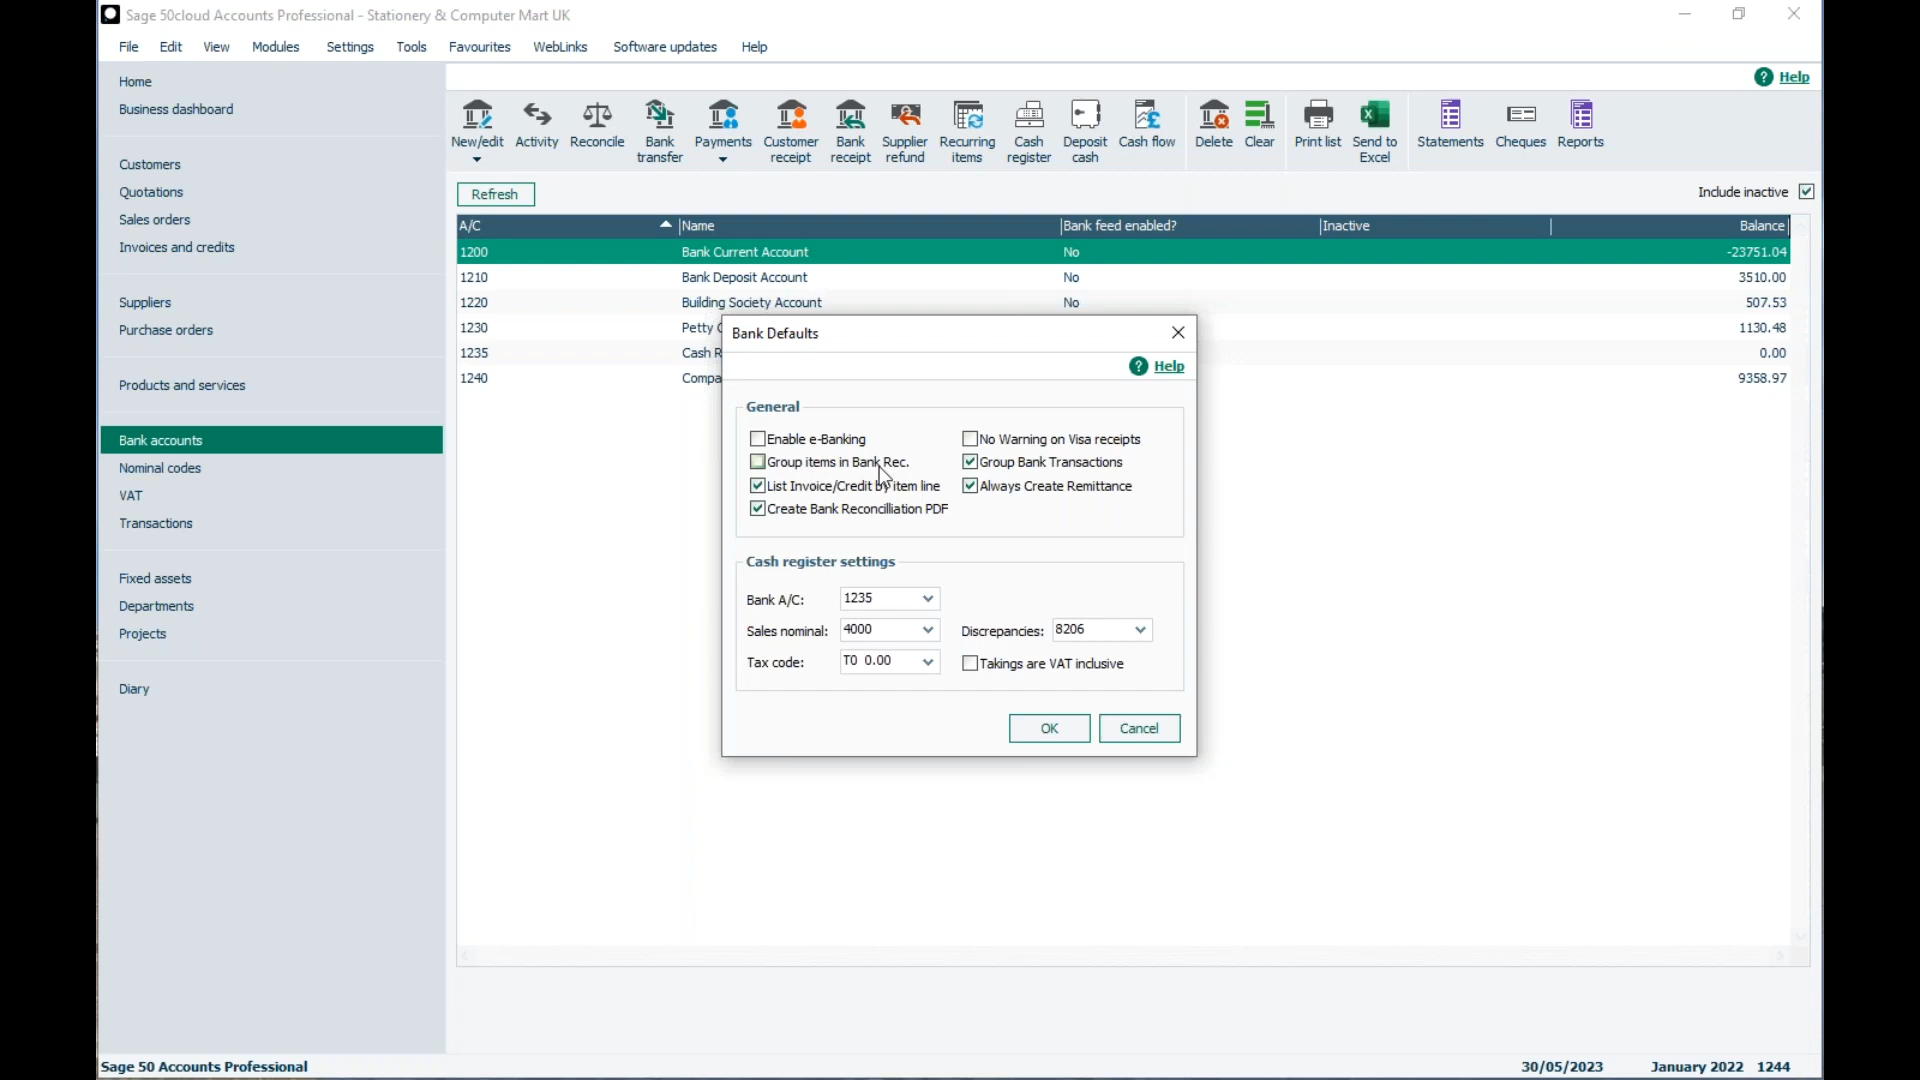 Sage 50cloud Accounts Professional - Stationery & Computer Mart UK
File Edit View Modules Settings Tools Favourites WebLinks Software updates Help
Home
Business dashboard
Customers
Quotations
Sales orders
Invoices and credits
Suppliers
Purchase orders
Products and services
Bank accounts
Nominal codes
VAT
Transactions
Fixed assets
Departments
Projects
Diary
? Help
New/edit Activity Reconcile Bank transfer Payments Customer receipt Bank receipt Supplier refund Recurring items Cash register Deposit cash Cash flow Delete Clear Print list Send to Excel Statements Cheques Reports
Refresh Include inactive
A/C Name Bank feed enabled? Inactive Balance
1200 Bank Current Account No -23751.04
1210 Bank Deposit Account No 3510.00
1220 Building Society Account No 507.53
1230 Petty 1130.48
1235 Cash R 0.00
1240 Compa 9358.97
Bank Defaults
? Help
General
Enable e-Banking No Warning on Visa receipts
Group items in Bank Rec. Group Bank Transactions
List Invoice/Credit by item line Always Create Remittance
Create Bank Reconcilliation PDF
Cash register settings
Bank A/C: 1235
Sales nominal: 4000 Discrepancies: 8206
Tax code: T0 0.00 Takings are VAT inclusive
OK Cancel
Sage 50 Accounts Professional 30/05/2023 January 2022 1244